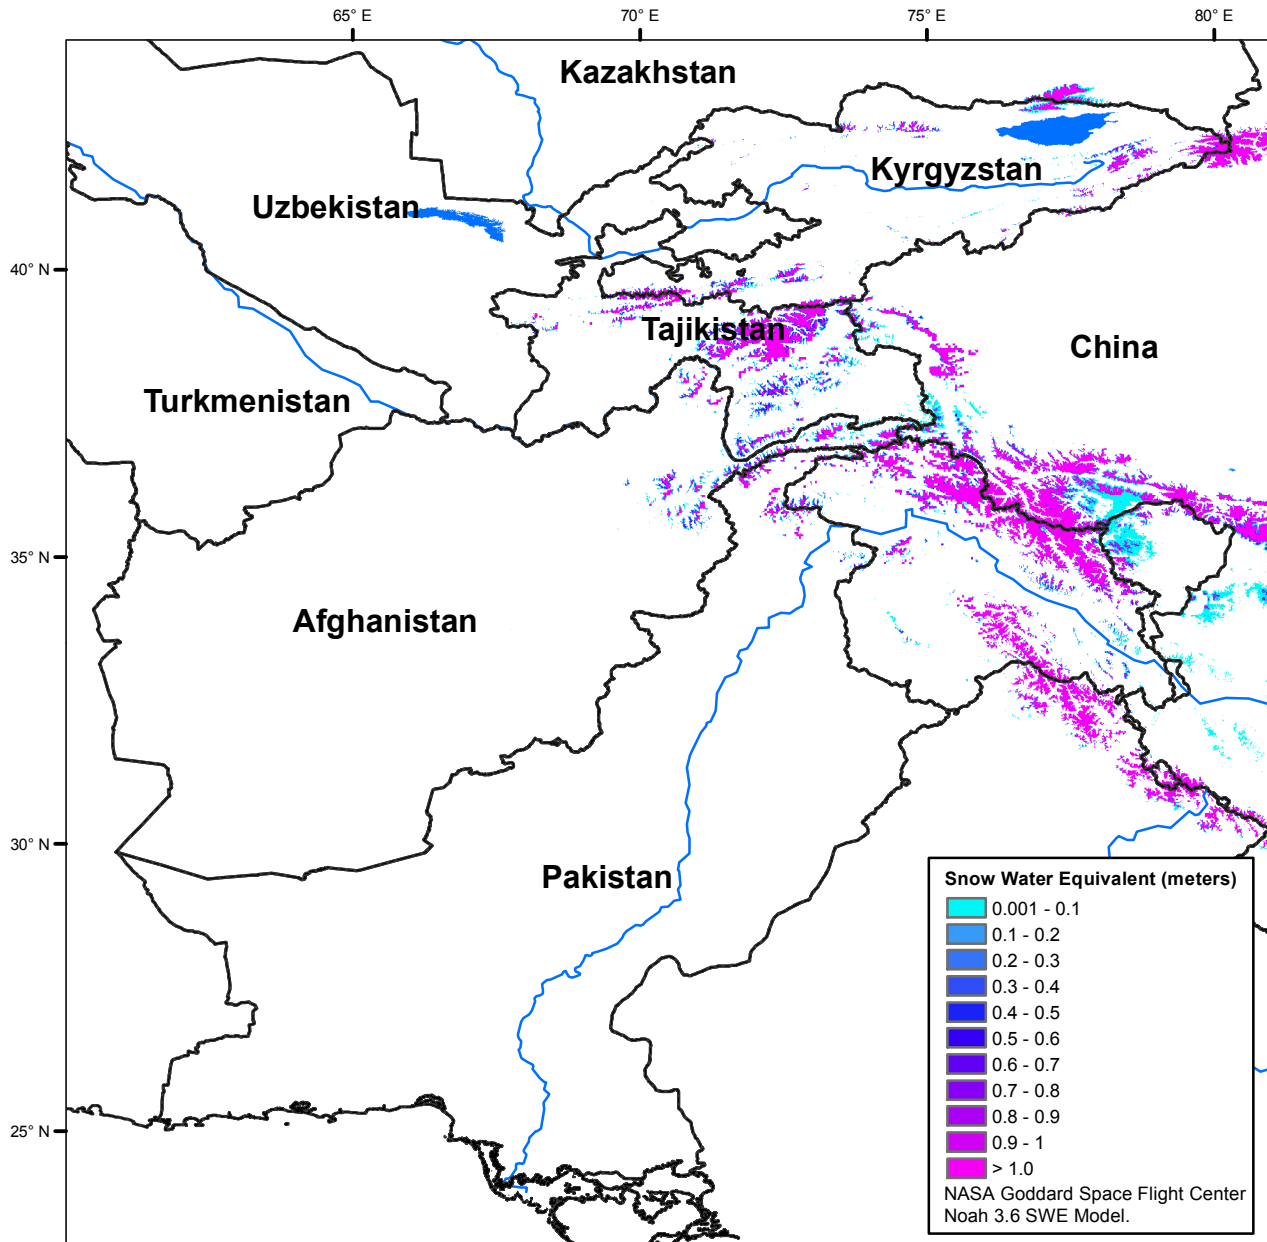 65° E
70° E
75° E
80° E
Kazakhstan
Kyrgyzstan
Uzbekistan
40° N
Tajikistan
China
Turkmenistan
35° N
Afghanistan
30° N
Pakistan
25° N
Snow Water Equivalent (meters)
0.001 - 0.1
0.1 - 0.2
0.2 - 0.3
0.3 - 0.4
0.4 - 0.5
0.5 - 0.6
0.6 - 0.7
0.7 - 0.8
0.8 - 0.9
0.9 - 1
> 1.0
NASA Goddard Space Flight Center
Noah 3.6 SWE Model.